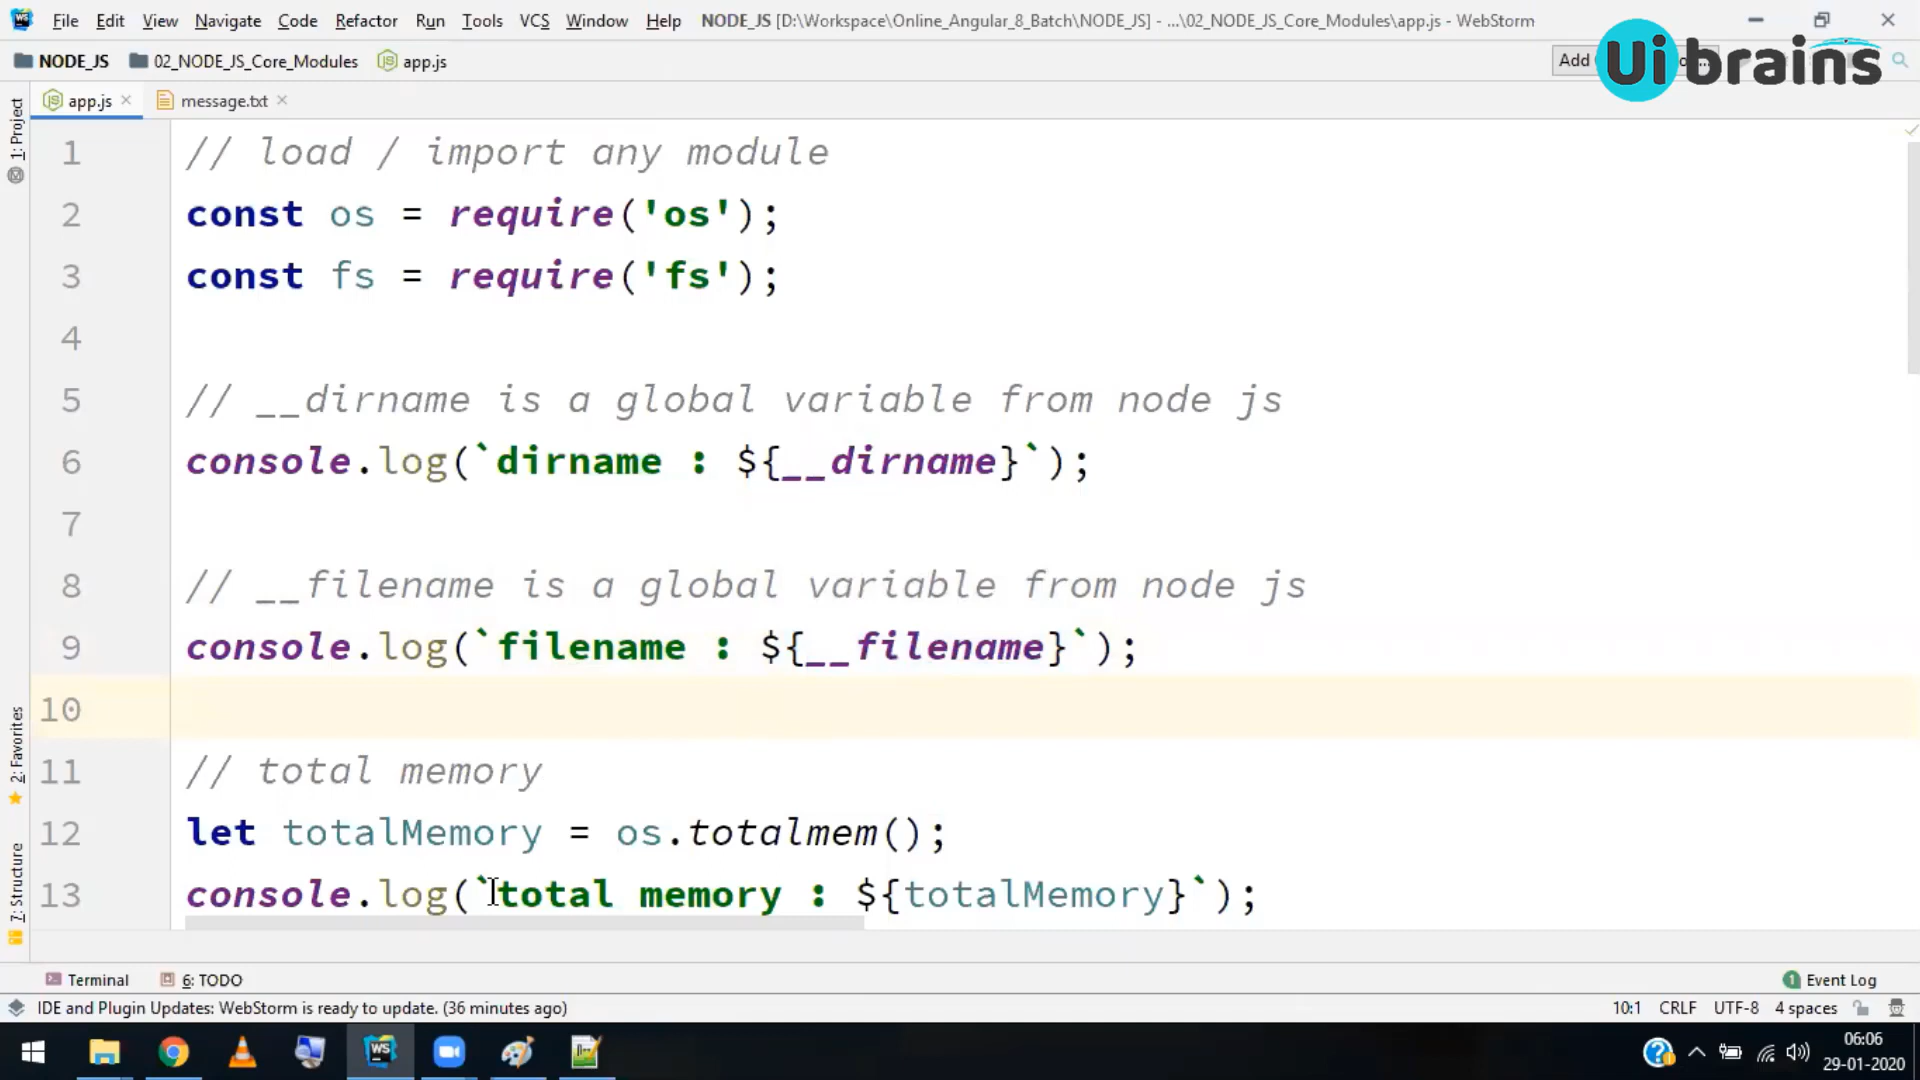 File Edit View Navigate Code Refactor Run Tools VCS Window Help NODE_JS [D:\Workspace\Online_Angular_8_Batch\NODE_JS] - ...\02_NODE_JS_Core_Modules\app.js - WebStorm
NODE_JS 02_NODE_JS_Core_Modules app.js Add
Uibrains
app.js message.txt
1: Project
2: Favorites
7: Structure
1 // load / import any module
2 const os = require('os');
3 const fs = require('fs');
4
5 // __dirname is a global variable from node js
6 console.log(`dirname : ${__dirname}`);
7
8 // __filename is a global variable from node js
9 console.log(`filename : ${__filename}`);
10
11 // total memory
12 let totalMemory = os.totalmem();
13 console.log(`total memory : ${totalMemory}`);
Terminal 6: TODO 1 Event Log
IDE and Plugin Updates: WebStorm is ready to update. (36 minutes ago) 10:1 CRLF UTF-8 4 spaces
WS
06:06
29-01-2020